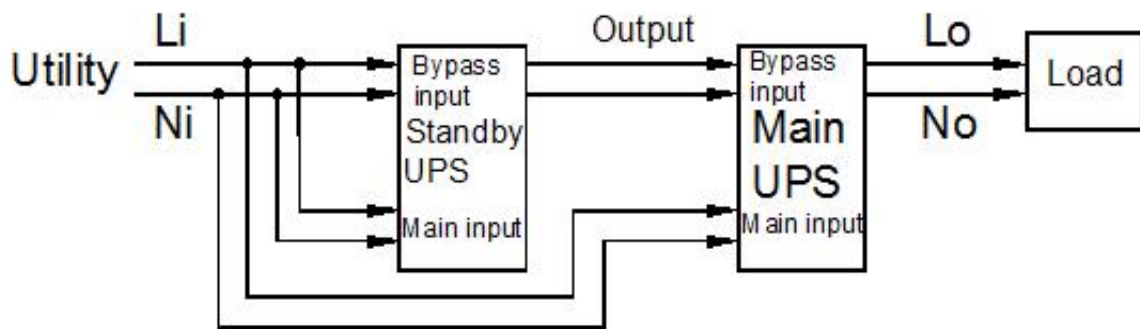 Utility
Li
Ni
Bypass
input
Standby
UPS
Main input
Output
Bypass
input
Main
UPS
Main input
Lo
No
Load